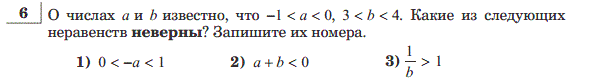 6 О числах a и b известно, что −1 < a < 0, 3 < b < 4. Какие из следующих
неравенств неверны? Запишите их номера.
1) 0 < −a < 1 2) a + b < 0 3) 1/b > 1